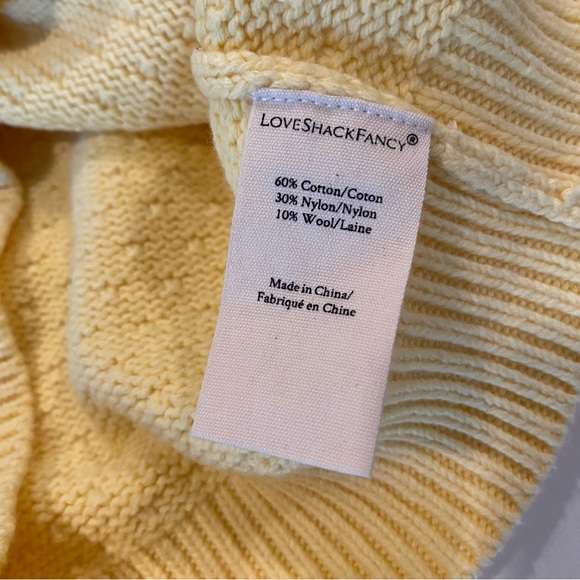 LOVESHACKFANCY®
60% Cotton/Coton
30% Nylon/Nylon
10% Wool/Laine
Made in China/
Fabriqué en Chine